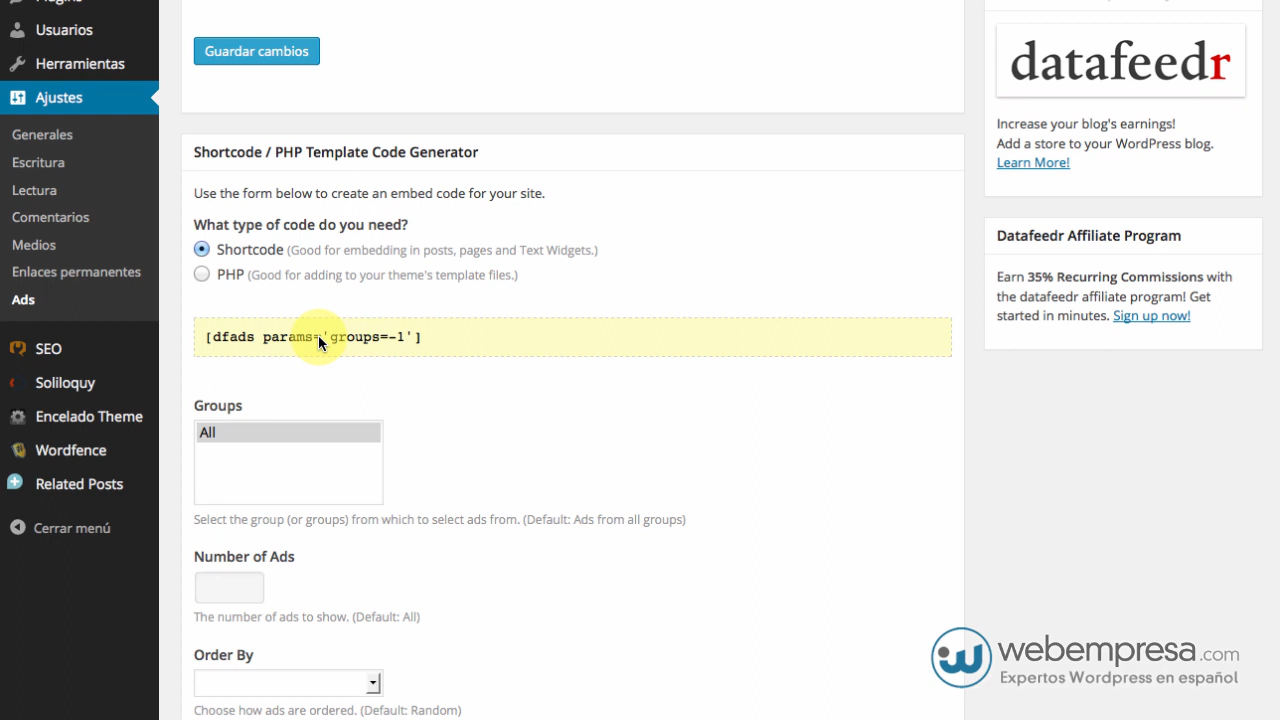 Plugins
Usuarios
Herramientas
Ajustes
Generales
Escritura
Lectura
Comentarios
Medios
Enlaces permanentes
Ads
SEO
Soliloquy
Encelado Theme
Wordfence
Related Posts
Cerrar menú
Guardar cambios
Shortcode / PHP Template Code Generator
Use the form below to create an embed code for your site.
What type of code do you need?
Shortcode (Good for embedding in posts, pages and Text Widgets.)
PHP (Good for adding to your theme's template files.)
[dfads params='groups=-1']
Groups
All
Select the group (or groups) from which to select ads from. (Default: Ads from all groups)
Number of Ads
The number of ads to show. (Default: All)
Order By
Choose how ads are ordered. (Default: Random)
datafeedr
Increase your blog's earnings!
Add a store to your WordPress blog.
Learn More!
Datafeedr Affiliate Program
Earn 35% Recurring Commissions with
the datafeedr affiliate program! Get
started in minutes. Sign up now!
webempresa.com
Expertos Wordpress en español